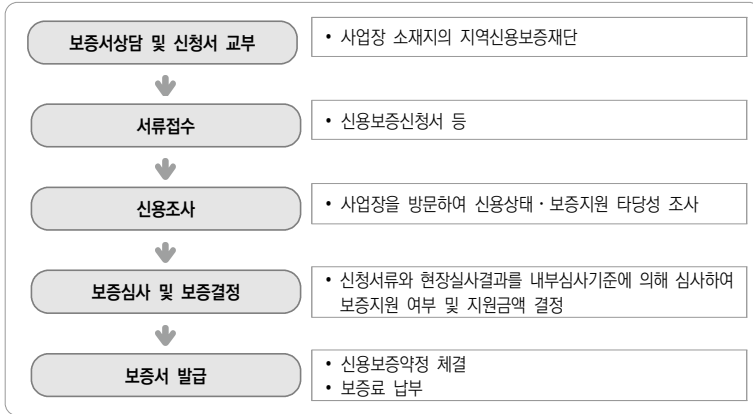 보증서상담 및 신청서 교부
• 사업장 소재지의 지역신용보증재단
서류접수
• 신용보증신청서 등
신용조사
• 사업장을 방문하여 신용상태・보증지원 타당성 조사
보증심사 및 보증결정
• 신청서류와 현장실사결과를 내부심사기준에 의해 심사하여
보증지원 여부 및 지원금액 결정
보증서 발급
• 신용보증약정 체결
• 보증료 납부